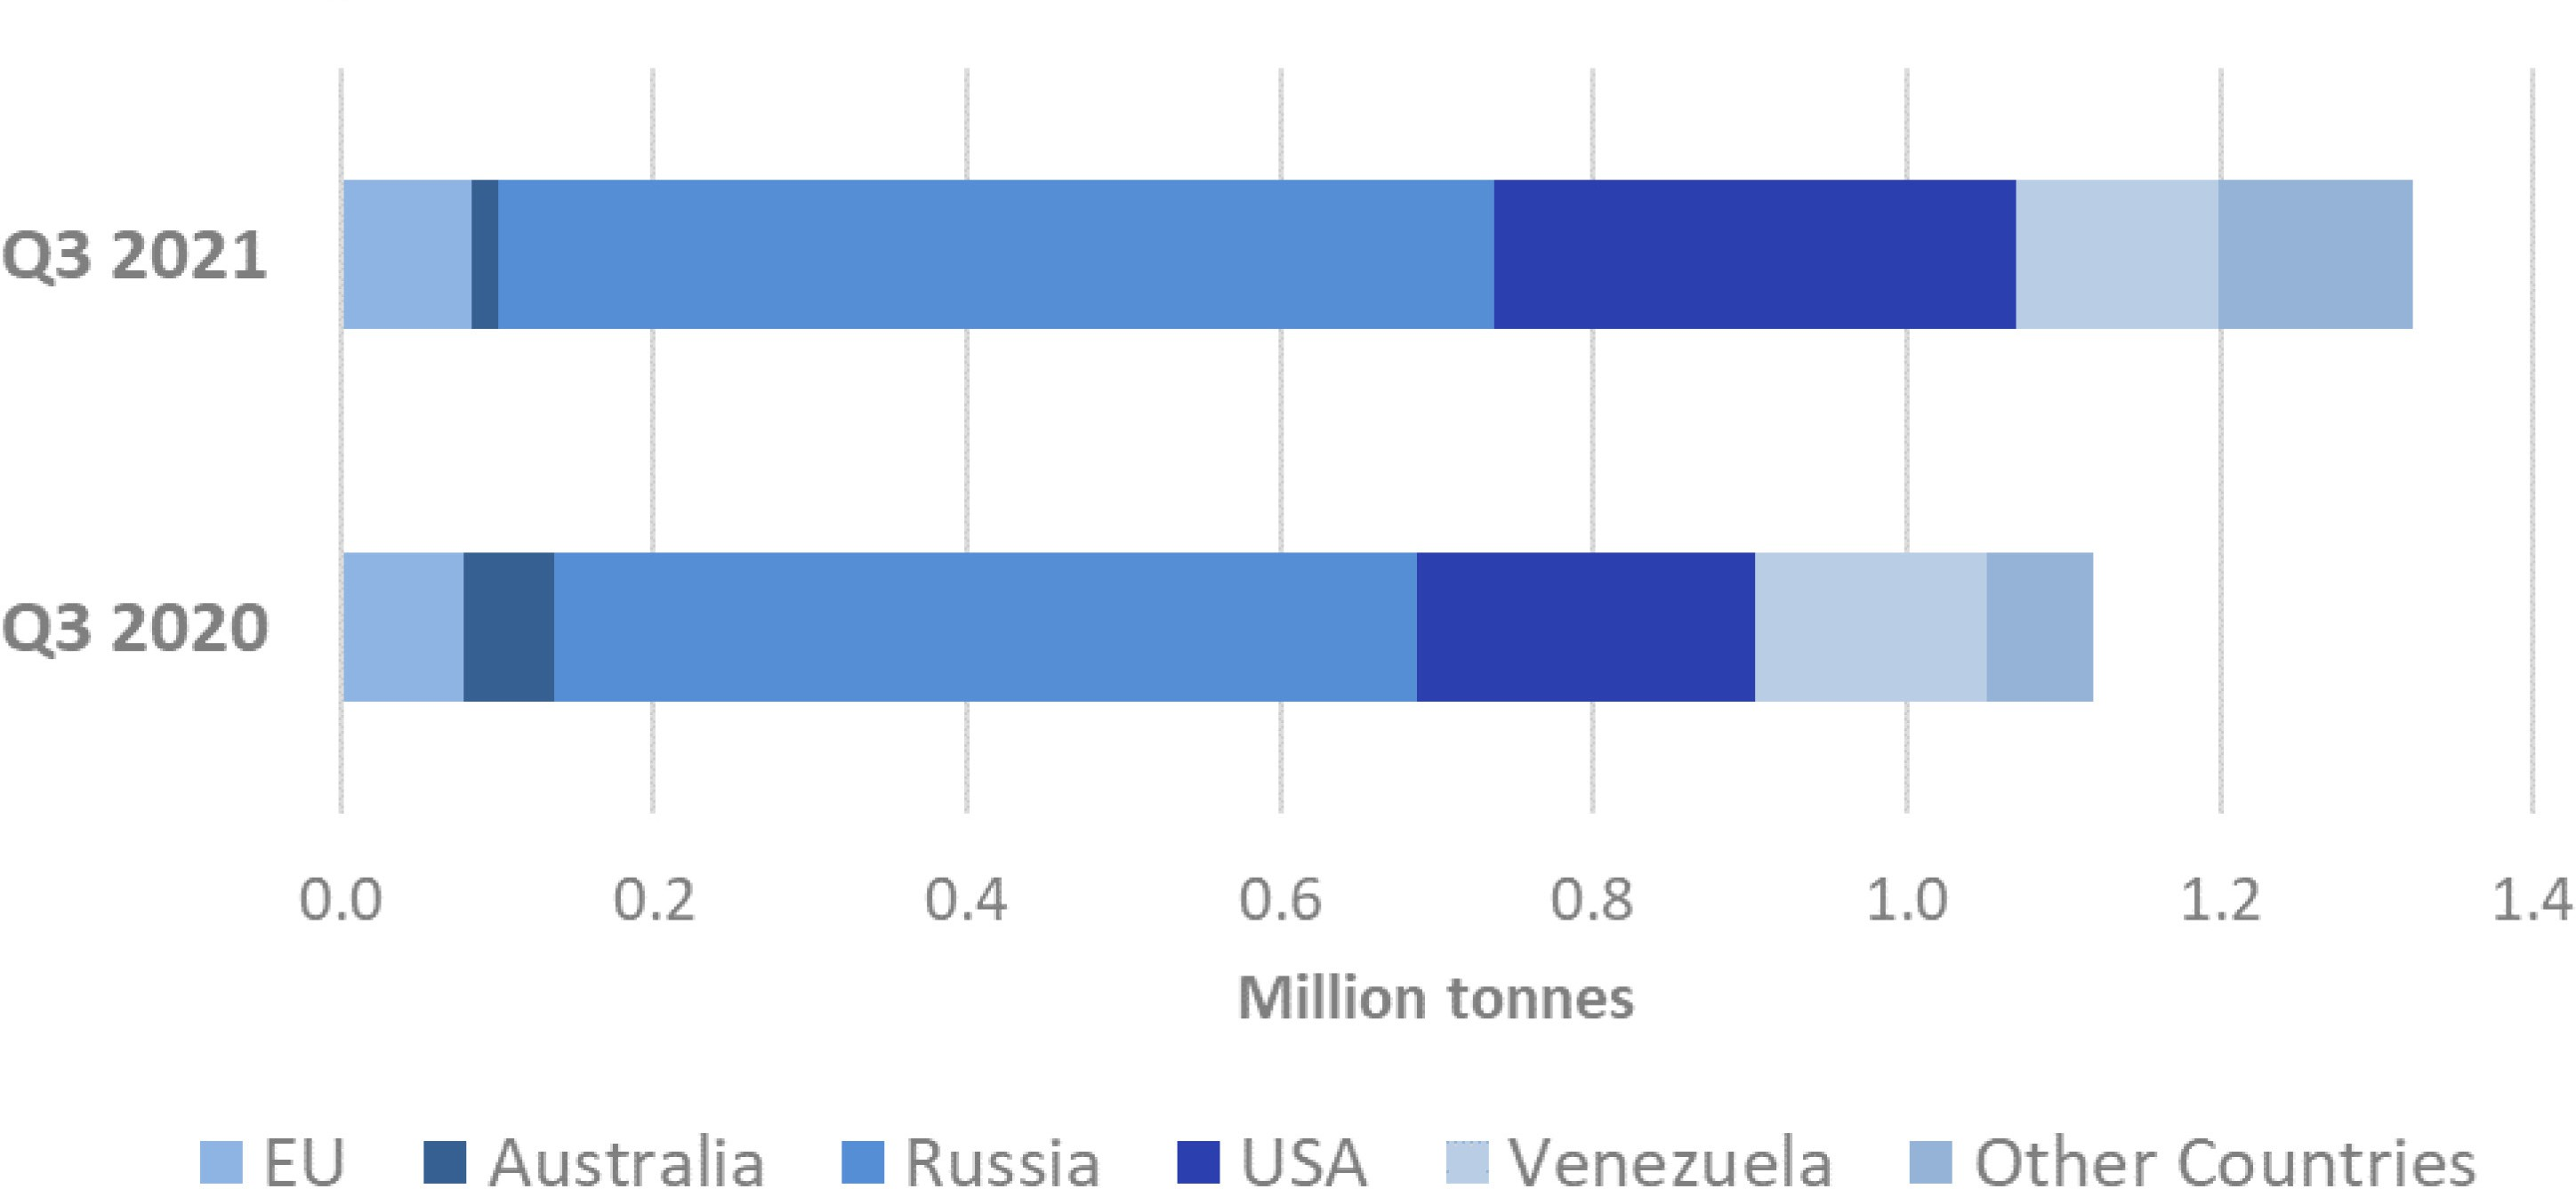 Q3 2021
Q3 2020
0.0 0.2 0.4 0.6 0.8 1.0 1.2 1.4
Million tonnes
EU Australia Russia USA Venezuela Other Countries